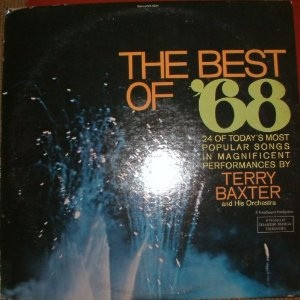 THE BEST
OF '68
24 OF TODAY'S MOST
POPULAR SONGS
IN MAGNIFICENT
PERFORMANCES BY
TERRY
BAXTER
and His Orchestra